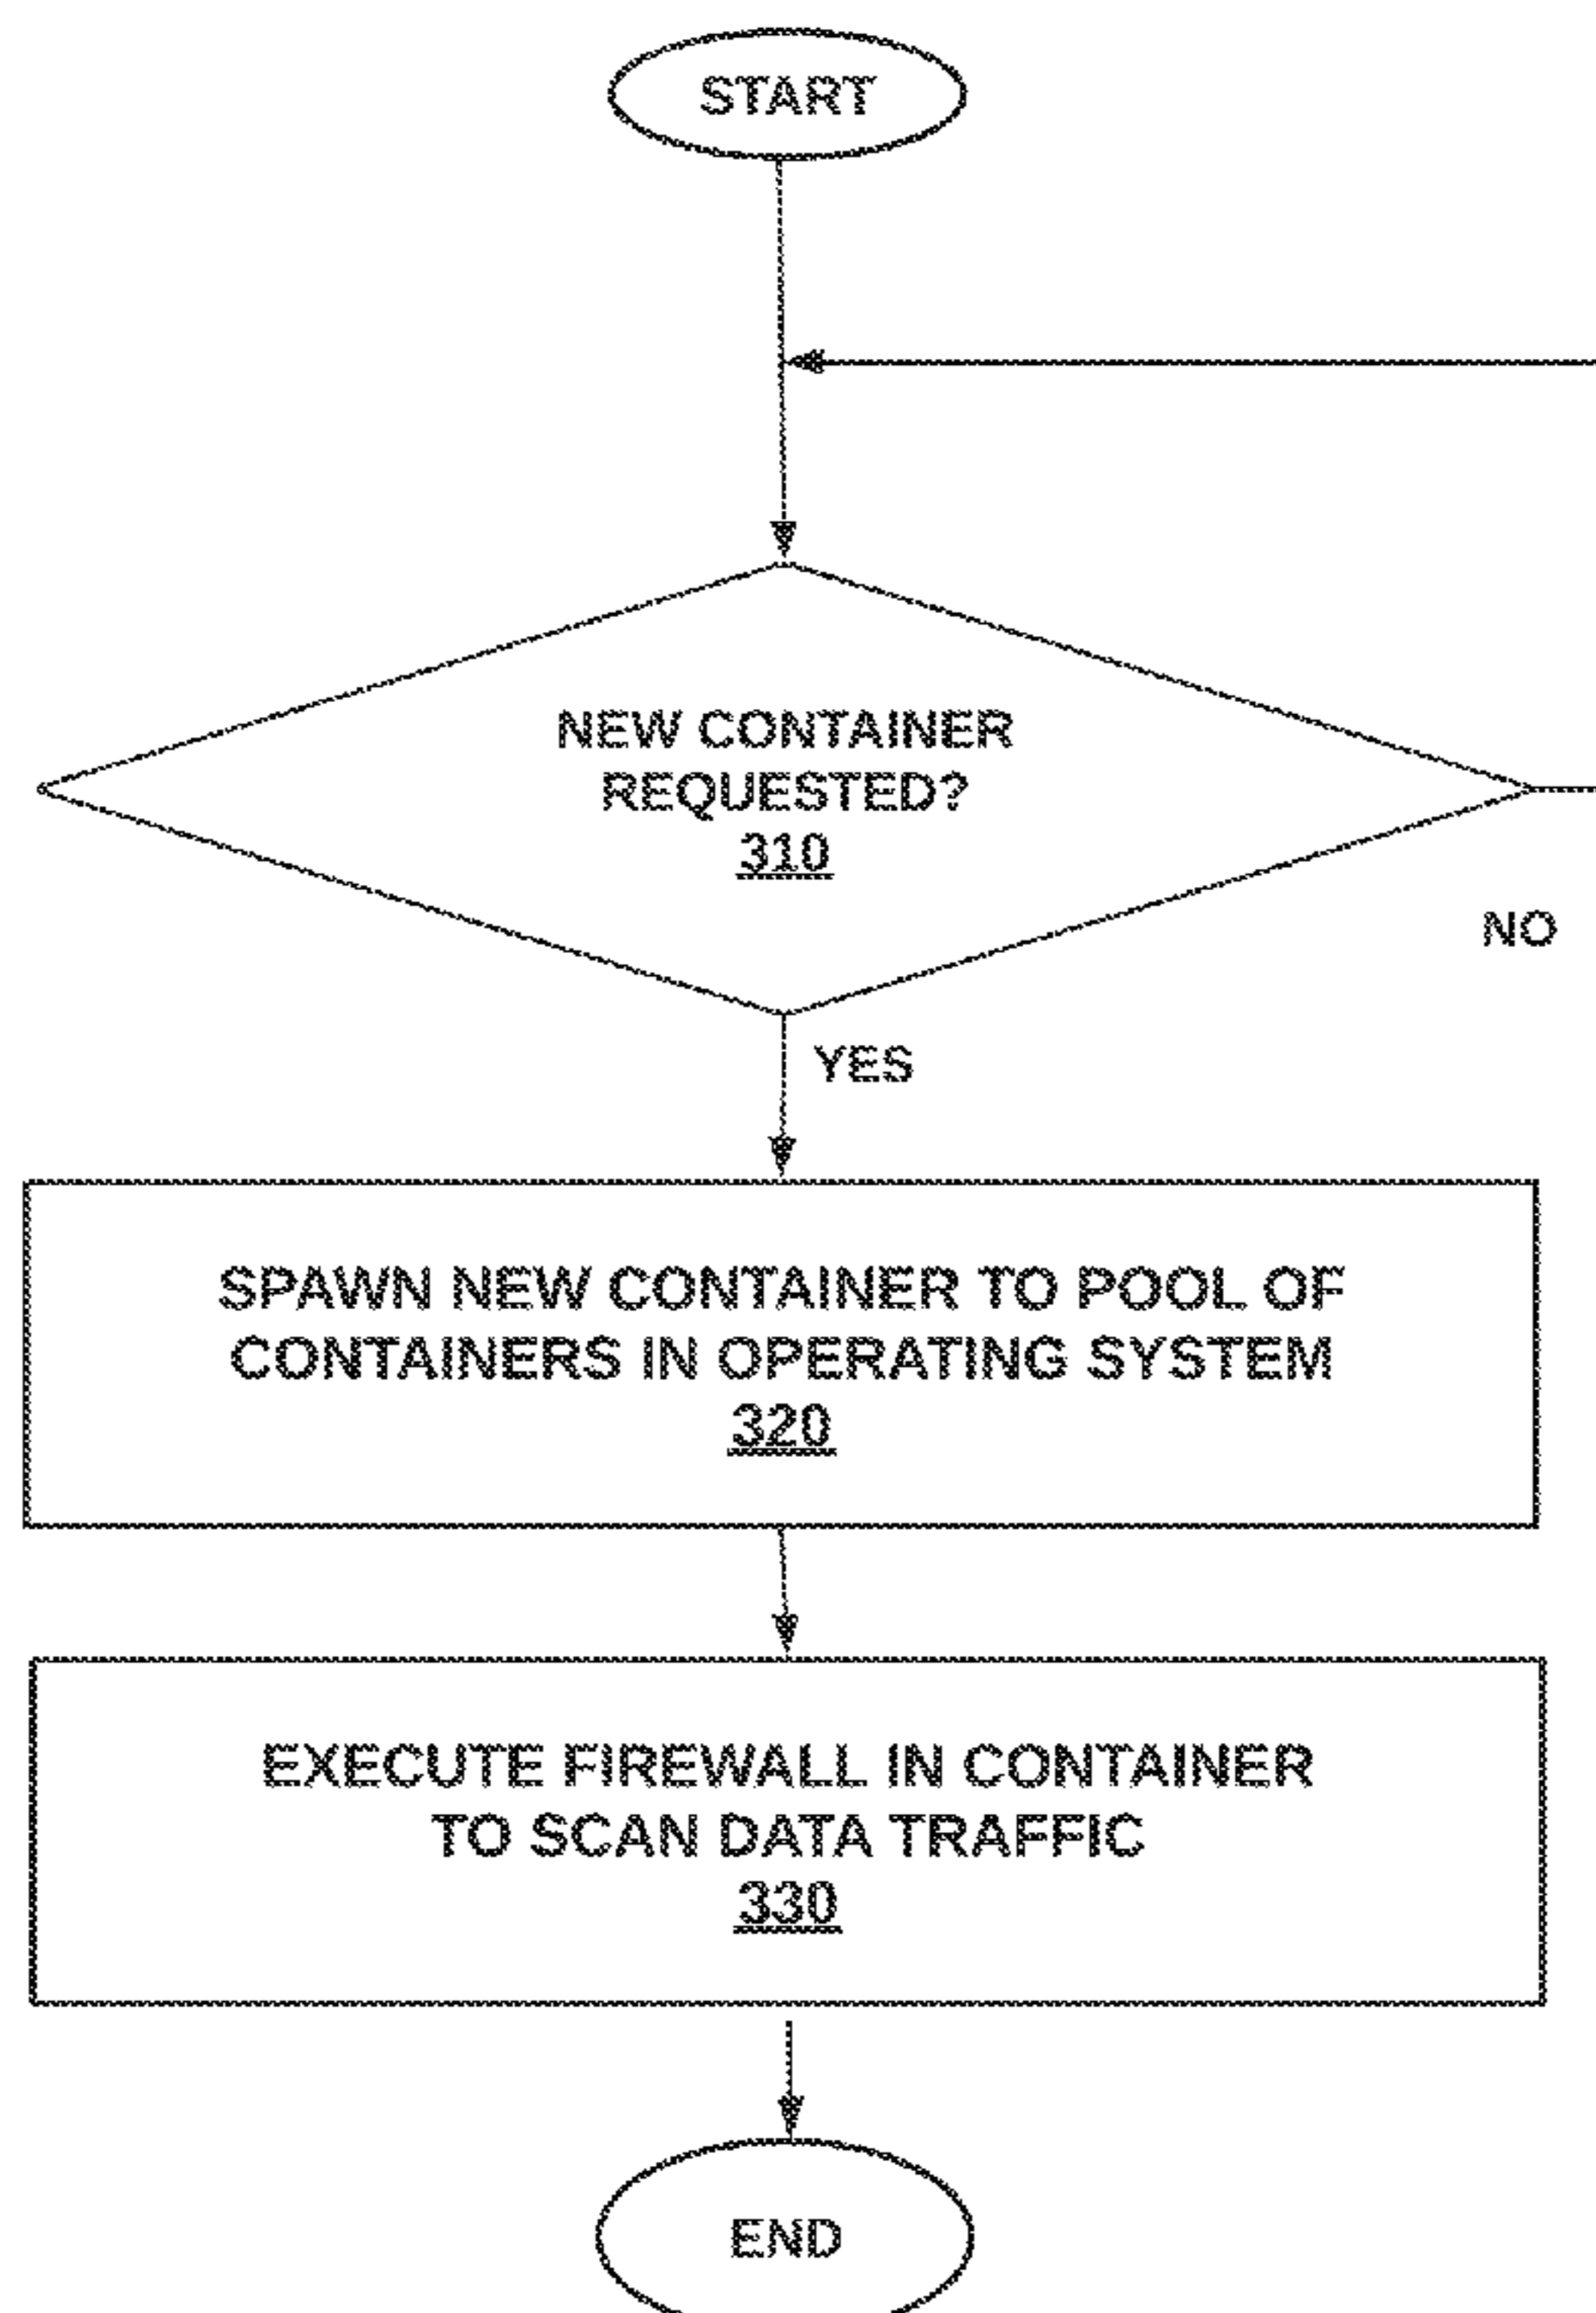 START
NEW CONTAINER
REQUESTED?
310
NO
YES
SPAWN NEW CONTAINER TO POOL OF
CONTAINERS IN OPERATING SYSTEM
320
EXECUTE FIREWALL IN CONTAINER
TO SCAN DATA TRAFFIC
330
END